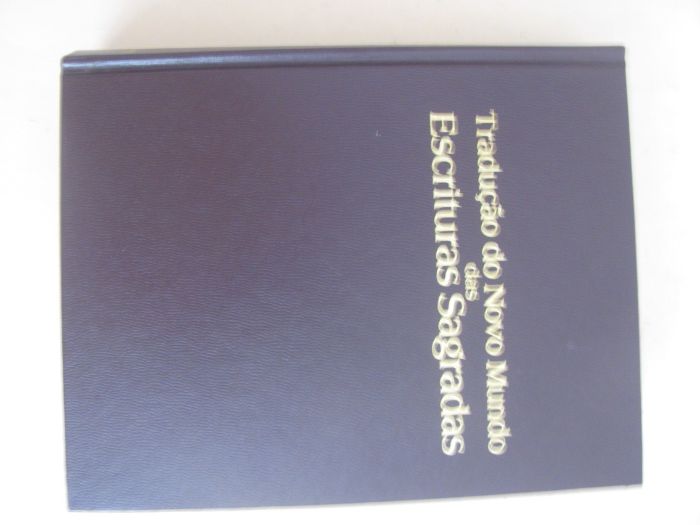 Tradução do Novo Mundo
das
Escrituras Sagradas